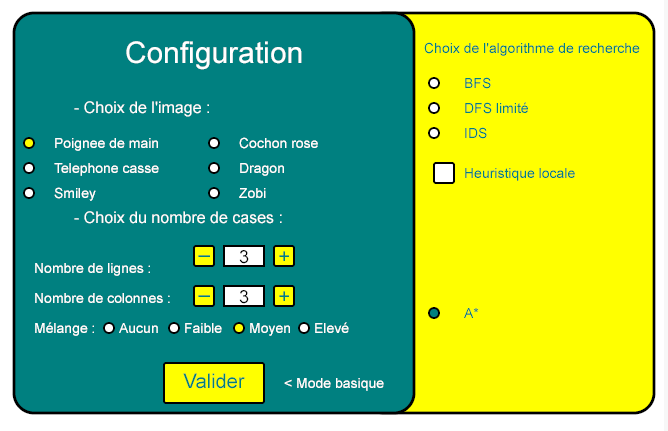 Configuration
- Choix de l'image :
Poignee de main
Cochon rose
Telephone casse
Dragon
Smiley
Zobi
- Choix du nombre de cases :
Nombre de lignes : − 3 +
Nombre de colonnes : − 3 +
Mélange : Aucun Faible Moyen Elevé
Valider
< Mode basique
Choix de l'algorithme de recherche
BFS
DFS limité
IDS
Heuristique locale
A*